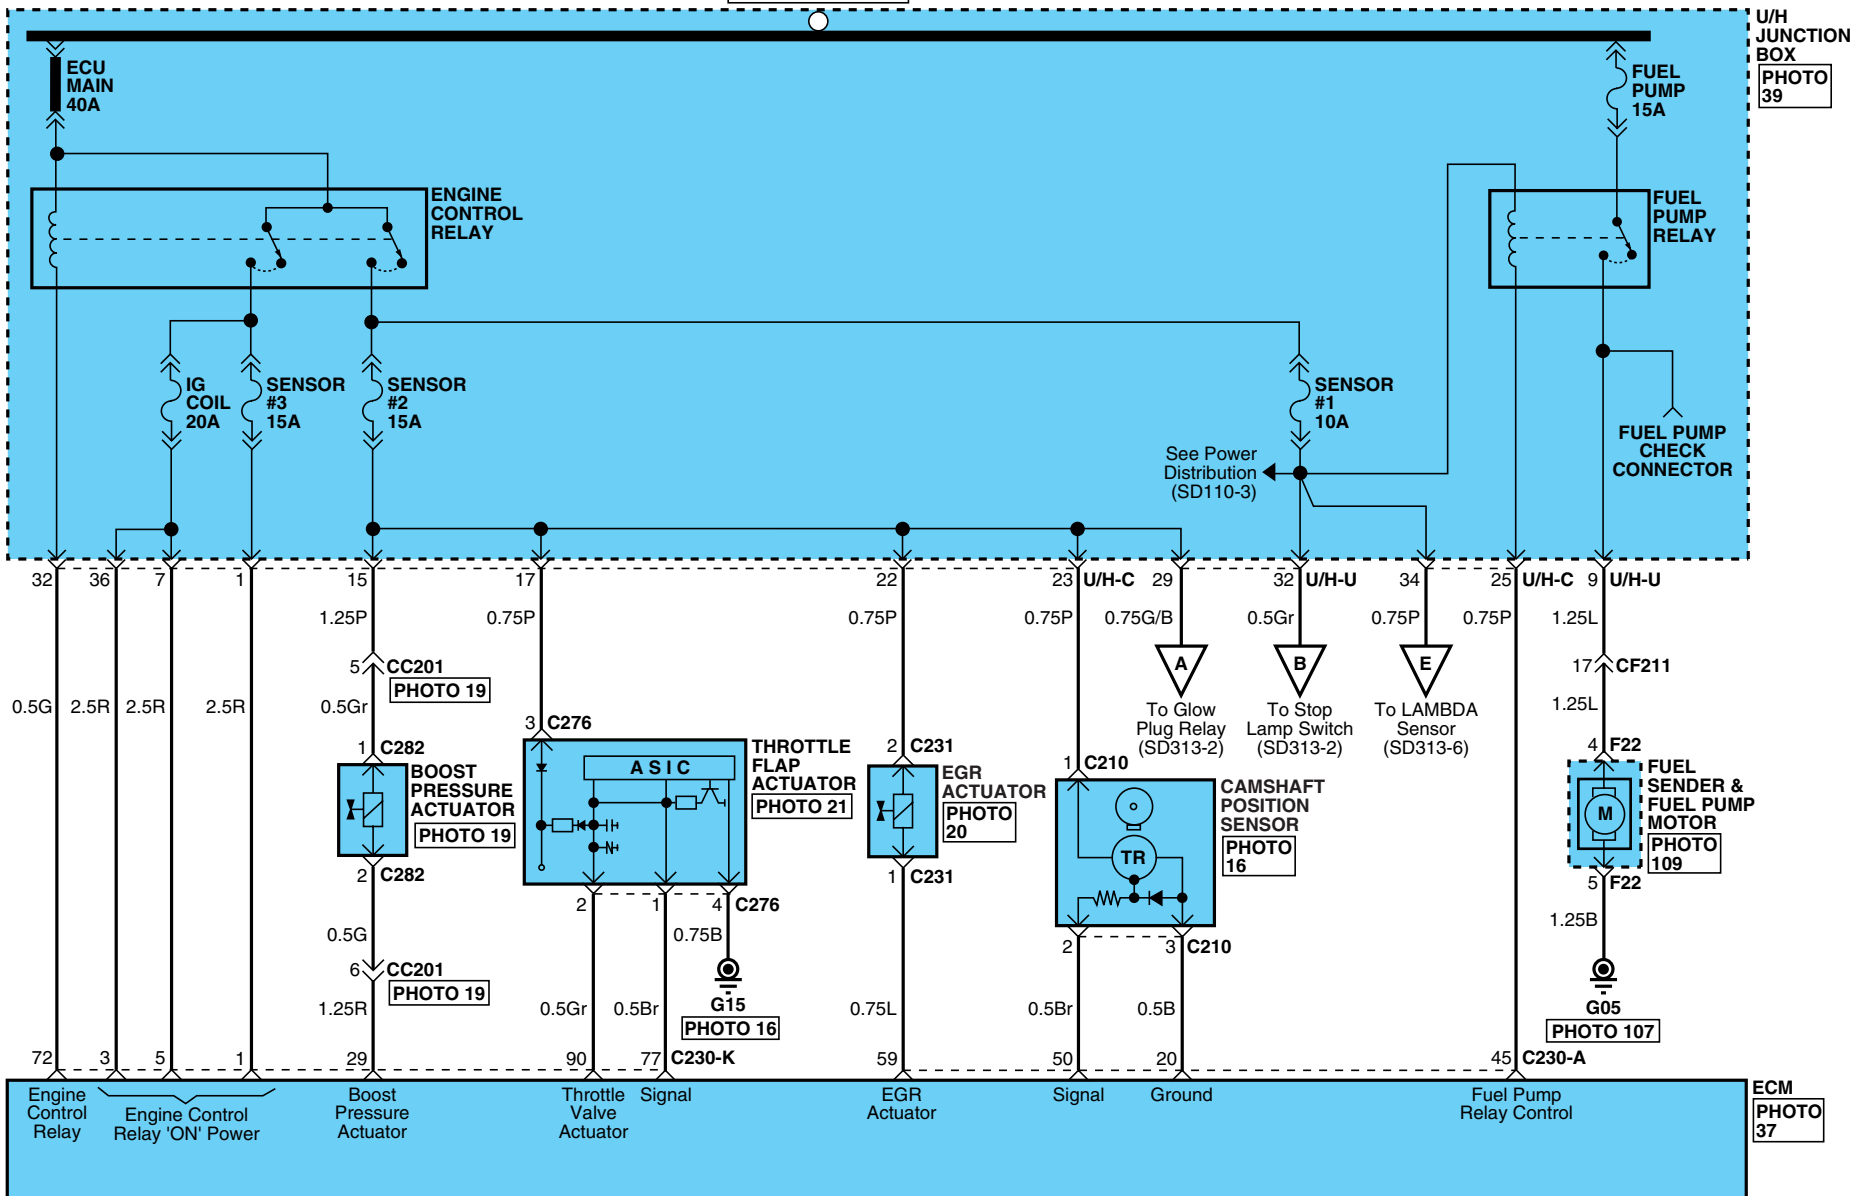 U/H
JUNCTION
BOX
PHOTO
39
ECU
MAIN
40A
FUEL
PUMP
15A
ENGINE
CONTROL
RELAY
FUEL
PUMP
RELAY
IG
COIL
20A
SENSOR
#3
15A
SENSOR
#2
15A
SENSOR
#1
10A
See Power
Distribution
(SD110-3)
FUEL PUMP
CHECK
CONNECTOR
32 36 7 1 15 17 22 23 U/H-C 29 32 U/H-U 34 25 U/H-C 9 U/H-U
1.25P 0.75P 0.75P 0.75P 0.75G/B 0.5Gr 0.75P 0.75P 1.25L
5 CC201
PHOTO 19
17 CF211
A B E
0.5G 2.5R 2.5R 2.5R 0.5Gr
1.25L
To Glow
Plug Relay
(SD313-2)
To Stop
Lamp Switch
(SD313-2)
To LAMBDA
Sensor
(SD313-6)
1 C282
BOOST
PRESSURE
ACTUATOR
PHOTO 19
2 C282
3 C276
ASIC
THROTTLE
FLAP
ACTUATOR
PHOTO 21
2 1 4 C276
2 C231
EGR
ACTUATOR
PHOTO
20
1 C231
1 C210
TR
CAMSHAFT
POSITION
SENSOR
PHOTO
16
2 3 C210
4 F22
M
FUEL
SENDER &
FUEL PUMP
MOTOR
PHOTO
109
5 F22
0.5G
0.75B
1.25B
6 CC201
PHOTO 19
G15
PHOTO 16
G05
PHOTO 107
1.25R 0.5Gr 0.5Br 0.75L 0.5Br 0.5B
72 3 5 1 29 90 77 C230-K 59 50 20 45 C230-A
Engine
Control
Relay
Engine Control
Relay 'ON' Power
Boost
Pressure
Actuator
Throttle
Valve
Actuator
Signal
EGR
Actuator
Signal
Ground
Fuel Pump
Relay Control
ECM
PHOTO
37